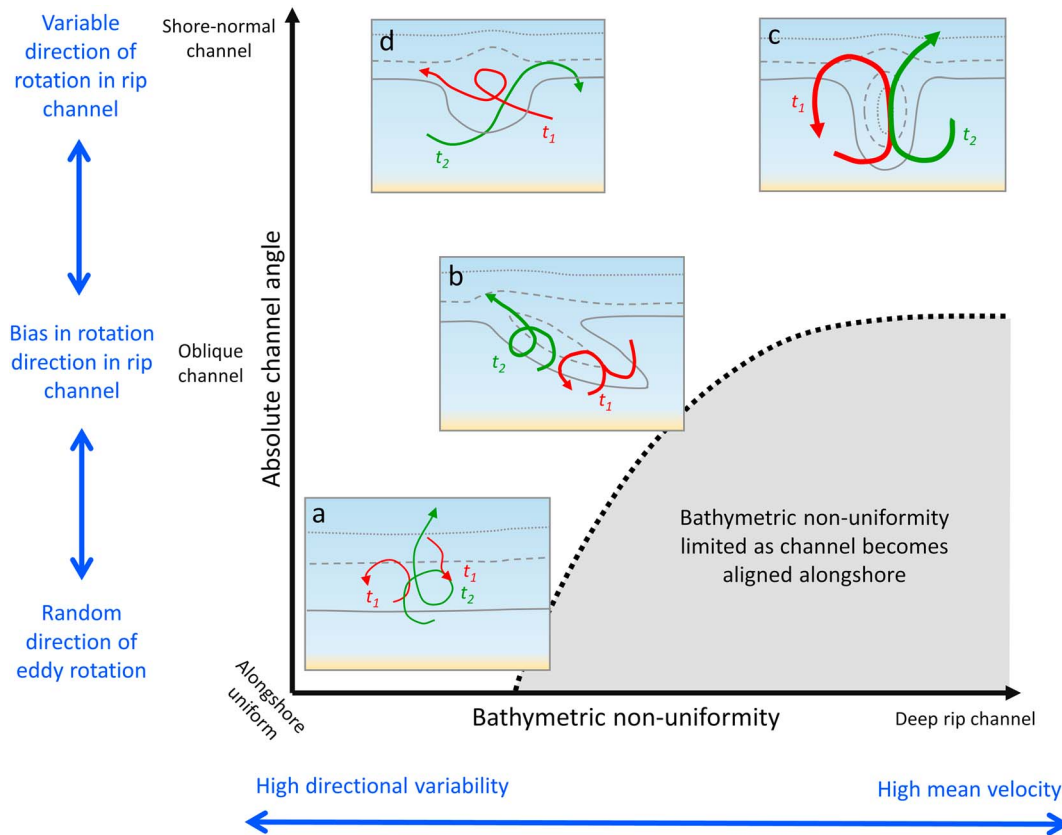 Variable
direction of
rotation in rip
channel
Bias in rotation
direction in rip
channel
Random
direction of
eddy rotation
Shore-normal
channel
Oblique
channel
Alongshore
uniform
Absolute channel angle
d
t1
t2
c
t1
t2
b
t2
t1
a
t1
t1
t2
Bathymetric non-uniformity
limited as channel becomes
aligned alongshore
Bathymetric non-uniformity
Deep rip channel
High directional variability
High mean velocity